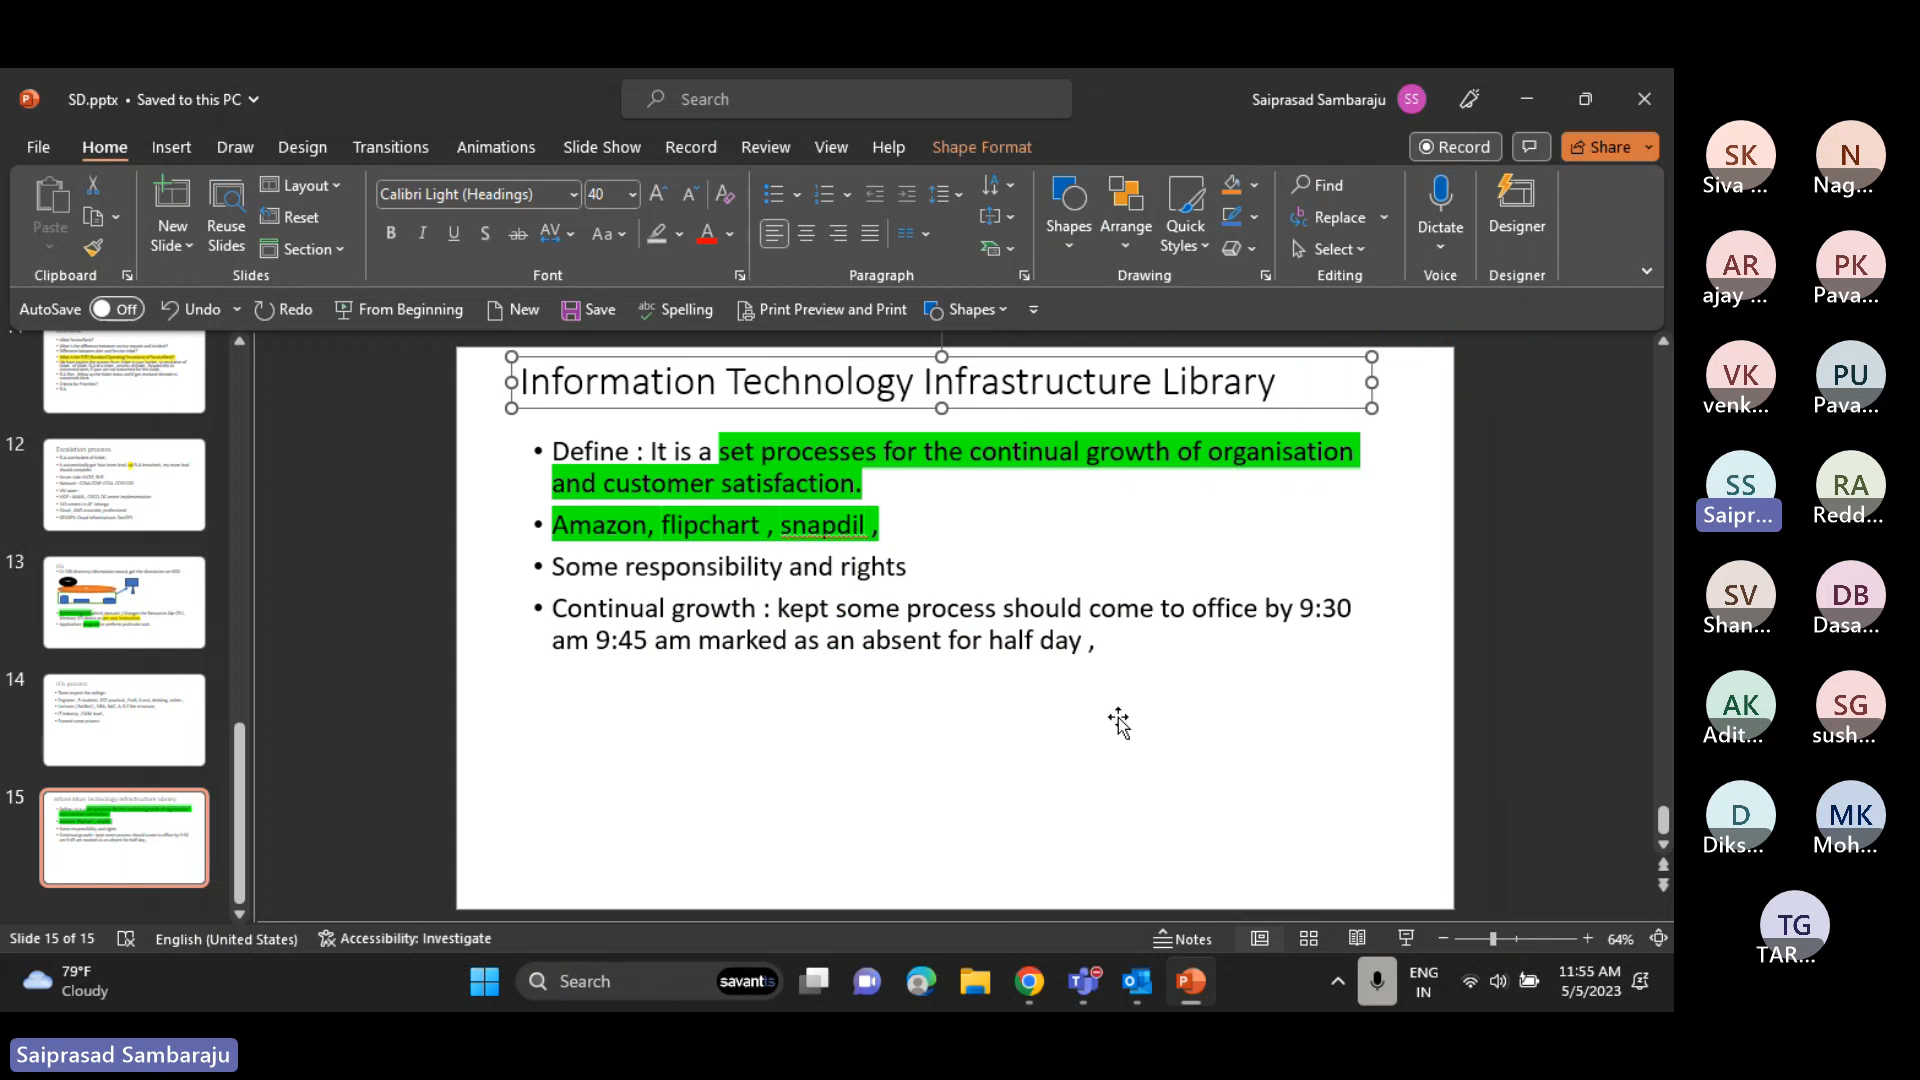 SD.pptx • Saved to this PC
Search
Saiprasad Sambaraju SS
File Home Insert Draw Design Transitions Animations Slide Show Record Review View Help Shape Format
Record Share
Paste
New Slide
Reuse Slides
Layout
Reset
Section
Calibri Light (Headings) 40
Shapes Arrange Quick Styles
Find
Replace
Select
Dictate
Designer
Clipboard Slides Font Paragraph Drawing Editing Voice Designer
AutoSave Off Undo Redo From Beginning New Save Spelling Print Preview and Print Shapes
Information Technology Infrastructure Library
• Define : It is a set processes for the continual growth of organisation
and customer satisfaction.
• Amazon, flipchart , snapdil ,
• Some responsibility and rights
• Continual growth : kept some process should come to office by 9:30
am 9:45 am marked as an absent for half day ,
12
Escalation process.
13
14
15
Information Technology Infrastructure Library
Slide 15 of 15 English (United States) Accessibility: Investigate Notes 64%
79°F
Cloudy
Search savantis
ENG
IN
11:55 AM
5/5/2023
Saiprasad Sambaraju
SK N
Siva ... Nag...
AR PK
ajay ... Pava...
VK PU
venk... Pava...
SS RA
Saipr... Redd...
SV DB
Shan... Dasa...
AK SG
Adit... sush...
D MK
Diks... Moh...
TG
TAR...